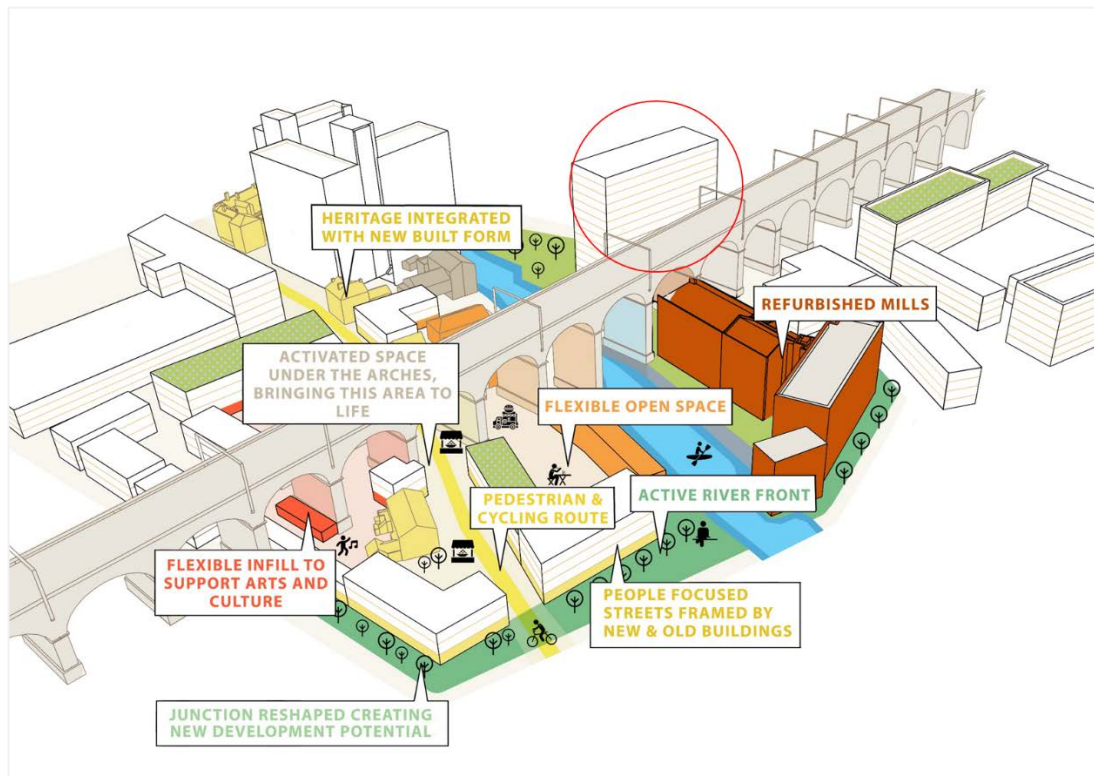 HERITAGE INTEGRATED
WITH NEW BUILT FORM
REFURBISHED MILLS
ACTIVATED SPACE
UNDER THE ARCHES,
BRINGING THIS AREA TO
LIFE
FLEXIBLE OPEN SPACE
PEDESTRIAN &
CYCLING ROUTE
ACTIVE RIVER FRONT
FLEXIBLE INFILL TO
SUPPORT ARTS AND
CULTURE
PEOPLE FOCUSED
STREETS FRAMED BY
NEW & OLD BUILDINGS
JUNCTION RESHAPED CREATING
NEW DEVELOPMENT POTENTIAL